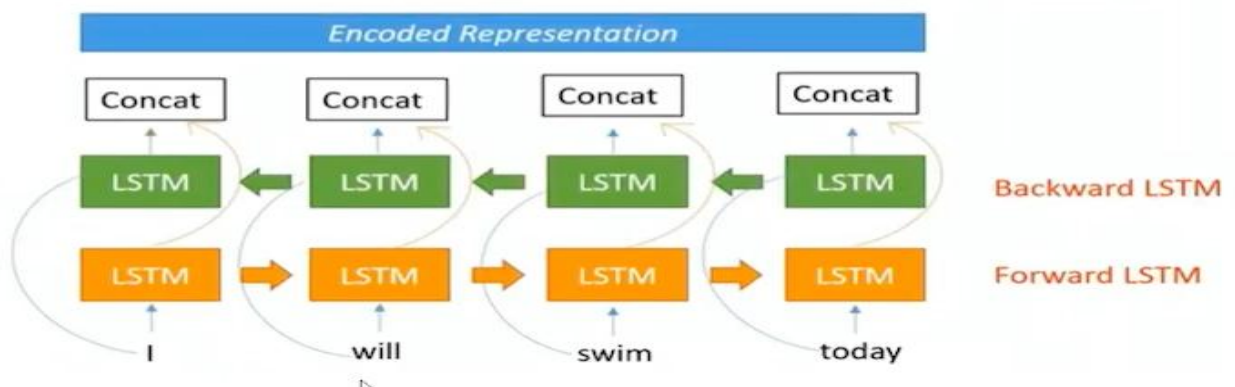 Encoded Representation
Concat Concat Concat Concat
LSTM LSTM LSTM LSTM Backward LSTM
LSTM LSTM LSTM LSTM Forward LSTM
I will swim today